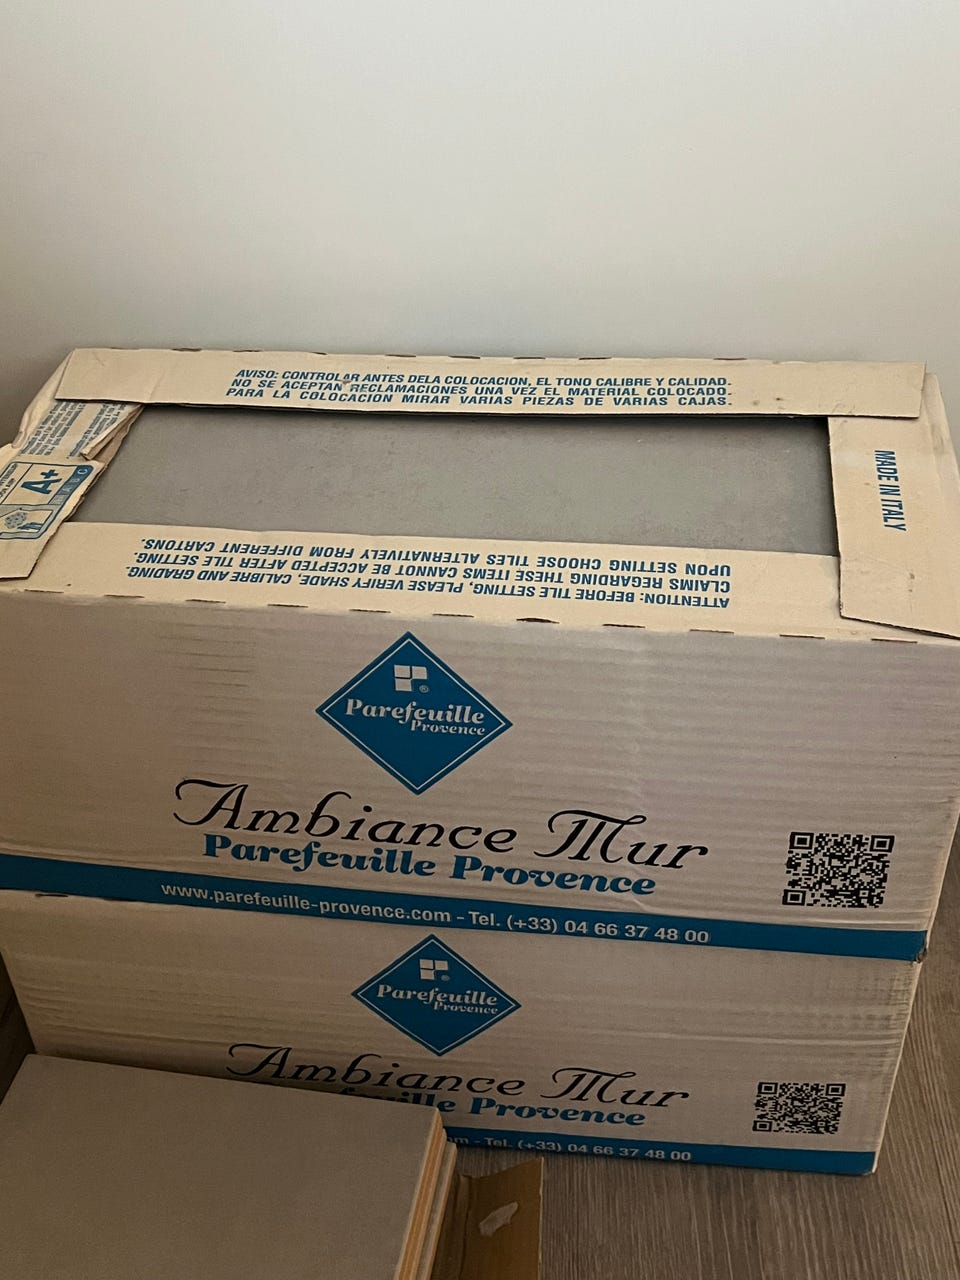 AVISO: CONTROLAR ANTES DELA COLOCACION, EL TONO CALIBRE Y CALIDAD.
NO SE ACEPTAN RECLAMACIONES UNA VEZ EL MATERIAL COLOCADO.
PARA LA COLOCACION MIRAR VARIAS PIEZAS DE VARIAS CAJAS.
A+
MADE IN ITALY
ATTENTION: BEFORE TILE SETTING, PLEASE VERIFY SHADE, CALIBRE AND GRADING.
CLAIMS REGARDING THESE ITEMS CANNOT BE ACCEPTED AFTER TILE SETTING.
UPON SETTING CHOOSE TILES ALTERNATIVELY FROM DIFFERENT CARTONS.
Parefeuille
Provence
Ambiance Mur
Parefeuille Provence
www.parefeuille-provence.com - Tel. (+33) 04 66 37 48 00
Parefeuille
Provence
Ambiance Mur
Provence
Tel. (+33) 04 66 37 48 00